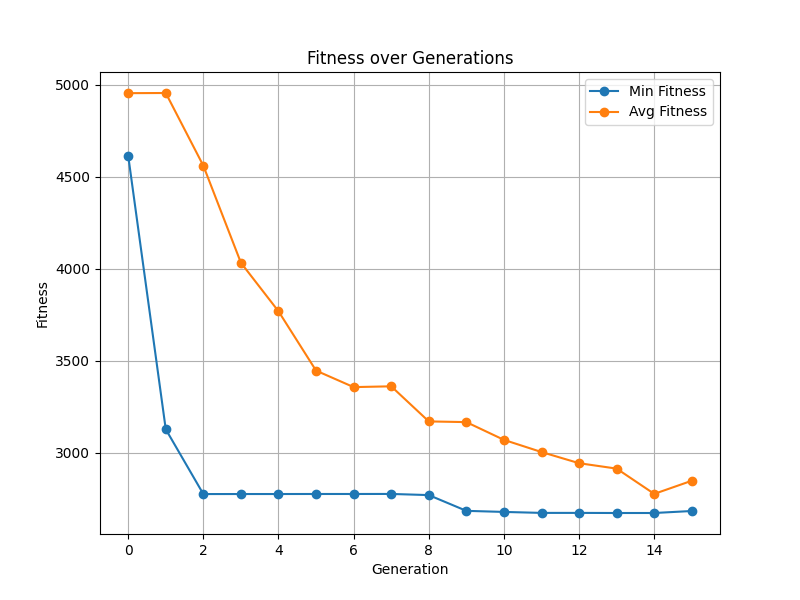 Fitness over Generations
Min Fitness
Avg Fitness
5000
4500
4000
3500
3000
Fitness
0 2 4 6 8 10 12 14
Generation